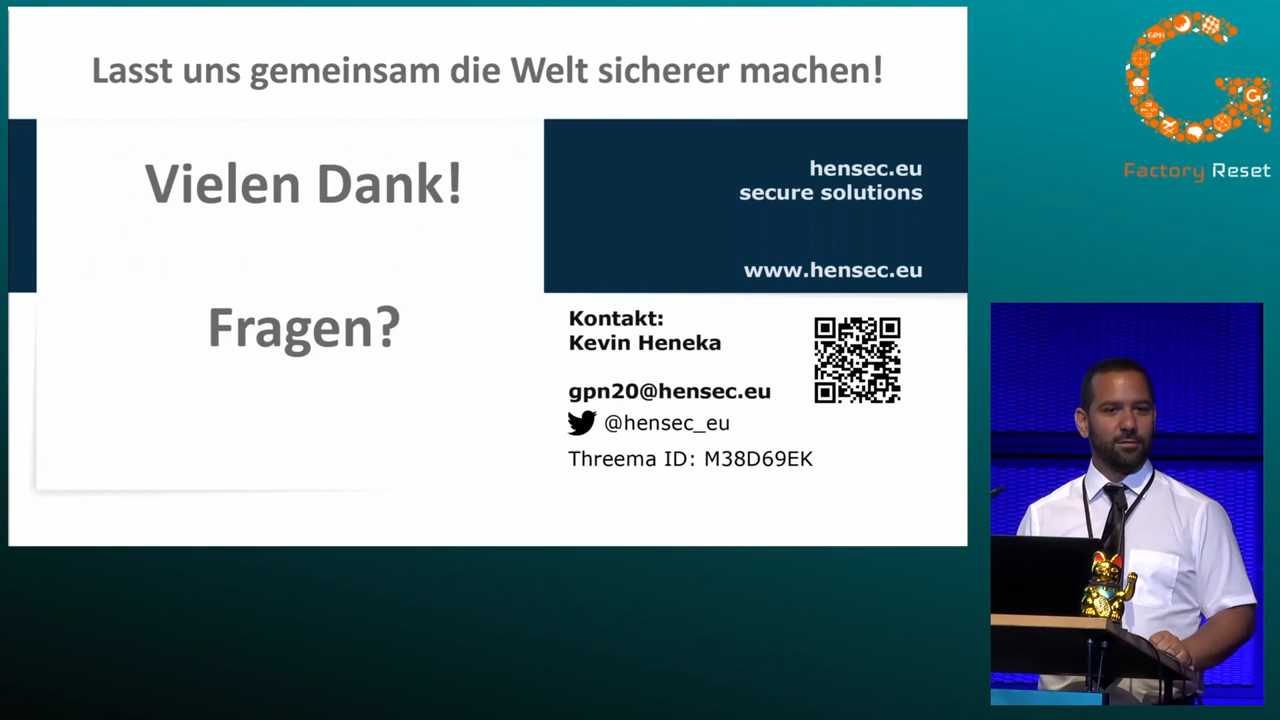 Lasst uns gemeinsam die Welt sicherer machen!
Vielen Dank!
Fragen?
hensec.eu
secure solutions
www.hensec.eu
Kontakt:
Kevin Heneka
gpn20@hensec.eu
@hensec_eu
Threema ID: M38D69EK
GPN
G
Factory Reset